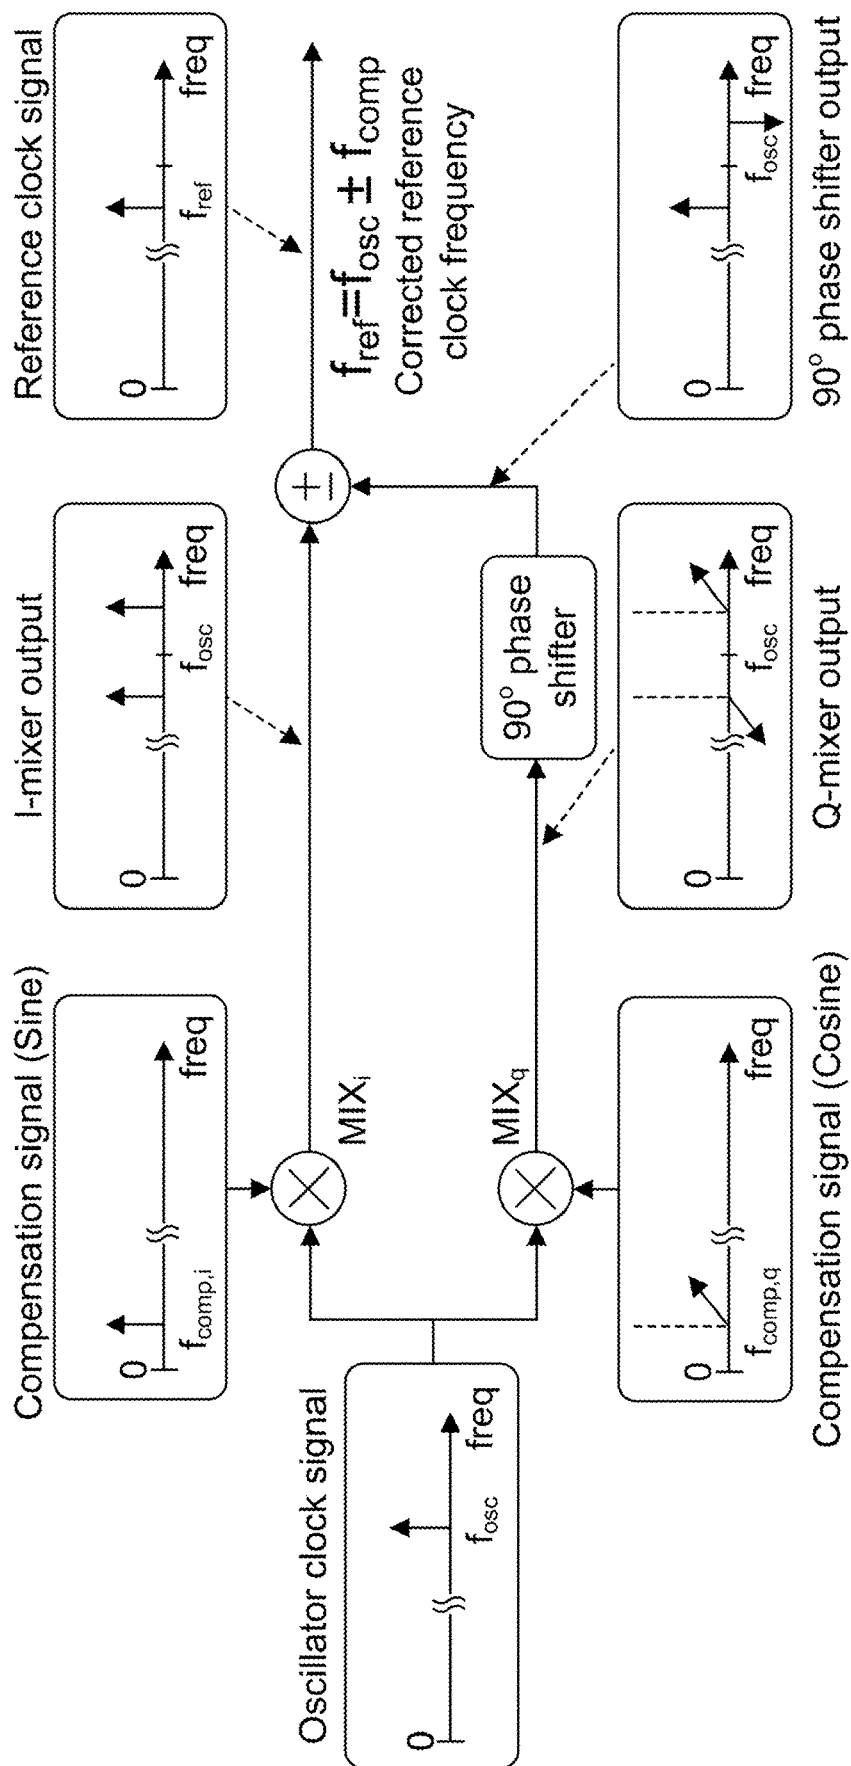 Oscillator clock signal
0
f_osc
freq
Compensation signal (Sine)
0
f_comp,i
freq
MIX_i
Compensation signal (Cosine)
0
f_comp,q
freq
MIX_q
I-mixer output
0
f_osc
freq
Q-mixer output
0
f_osc
freq
90° phase
shifter
±
Reference clock signal
0
f_ref
freq
f_ref=f_osc ± f_comp
Corrected reference
clock frequency
90° phase shifter output
0
f_osc
freq